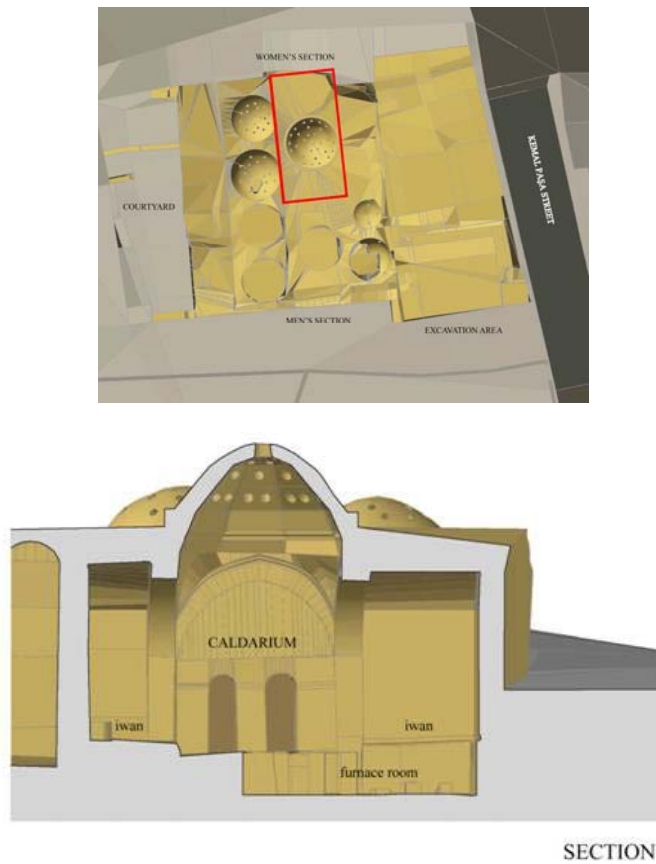 WOMEN'S SECTION
COURTYARD
KEMAL PAŞA STREET
MEN'S SECTION
EXCAVATION AREA
CALDARIUM
iwan
iwan
furnace room
SECTION